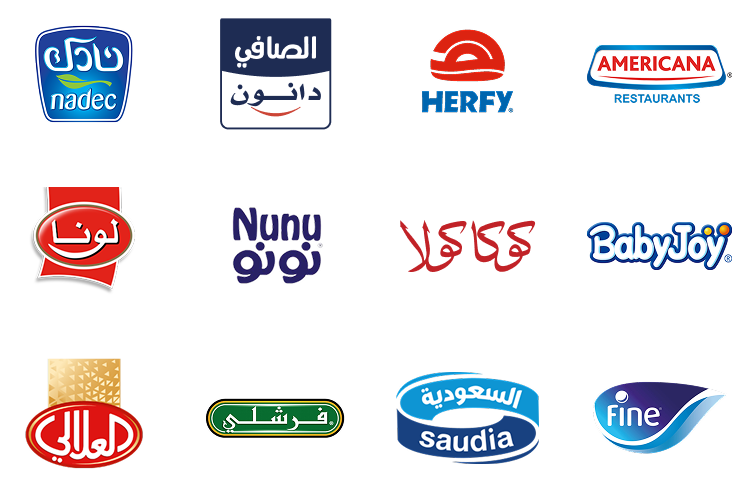 نادك
nadec
الصافي
دانون
HERFY®
AMERICANA®
RESTAURANTS
لونا
Nunu
نونو®
كوكا كولا
BabyJoy®
العلالي
فرشلي®
السعودية
saudia
fine